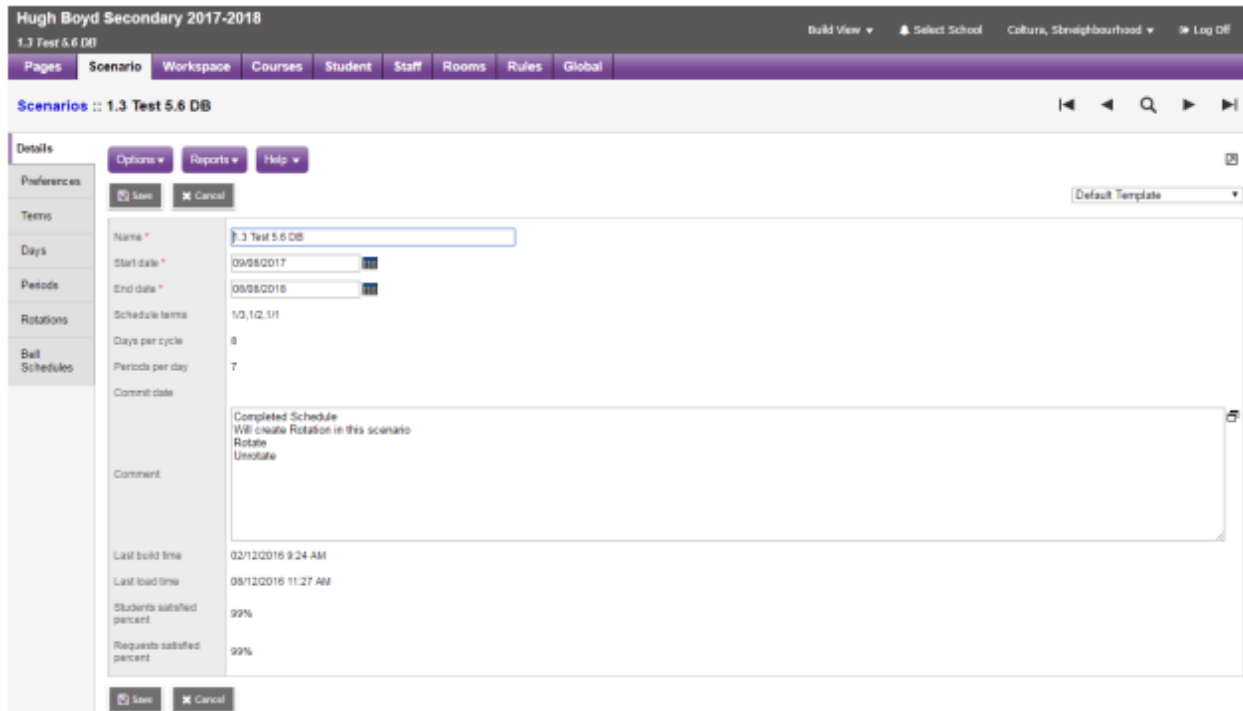 Hugh Boyd Secondary 2017-2018
1.3 Test 5.6 DB
Build View Select School Coltura, Sbneighbourhood Log Off
Pages Scenario Workspace Courses Student Staff Rooms Rules Global
Scenarios :: 1.3 Test 5.6 DB
Details
Options Reports Help
Preferences
Save Cancel
Default Template
Terms
Name * 1.3 Test 5.6 DB
Days
Start date * 09/08/2017
Periods
End date *
Rotations
Schedule terms 1/3,1/2,1/1
Days per cycle 8
Bell Schedules
Periods per day 7
Commit date
Completed Schedule
Will create Rotation in this scenario
Rotate
Unrotate
Comment
Last build time 02/12/2016 9:24 AM
Last load time 08/12/2016 11:27 AM
Students satisfied percent 99%
Requests satisfied percent 99%
Save Cancel